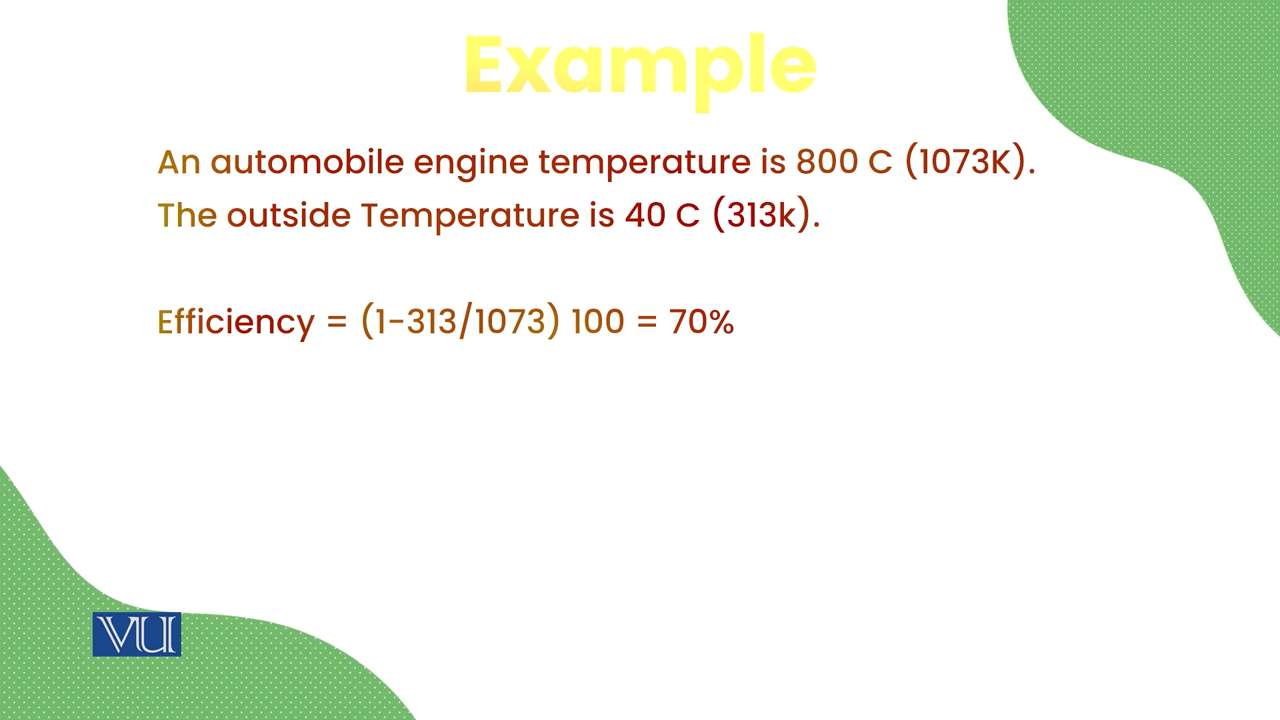 Example
An automobile engine temperature is 800 C (1073K).
The outside Temperature is 40 C (313k).
Efficiency = (1-313/1073) 100 = 70%
VU